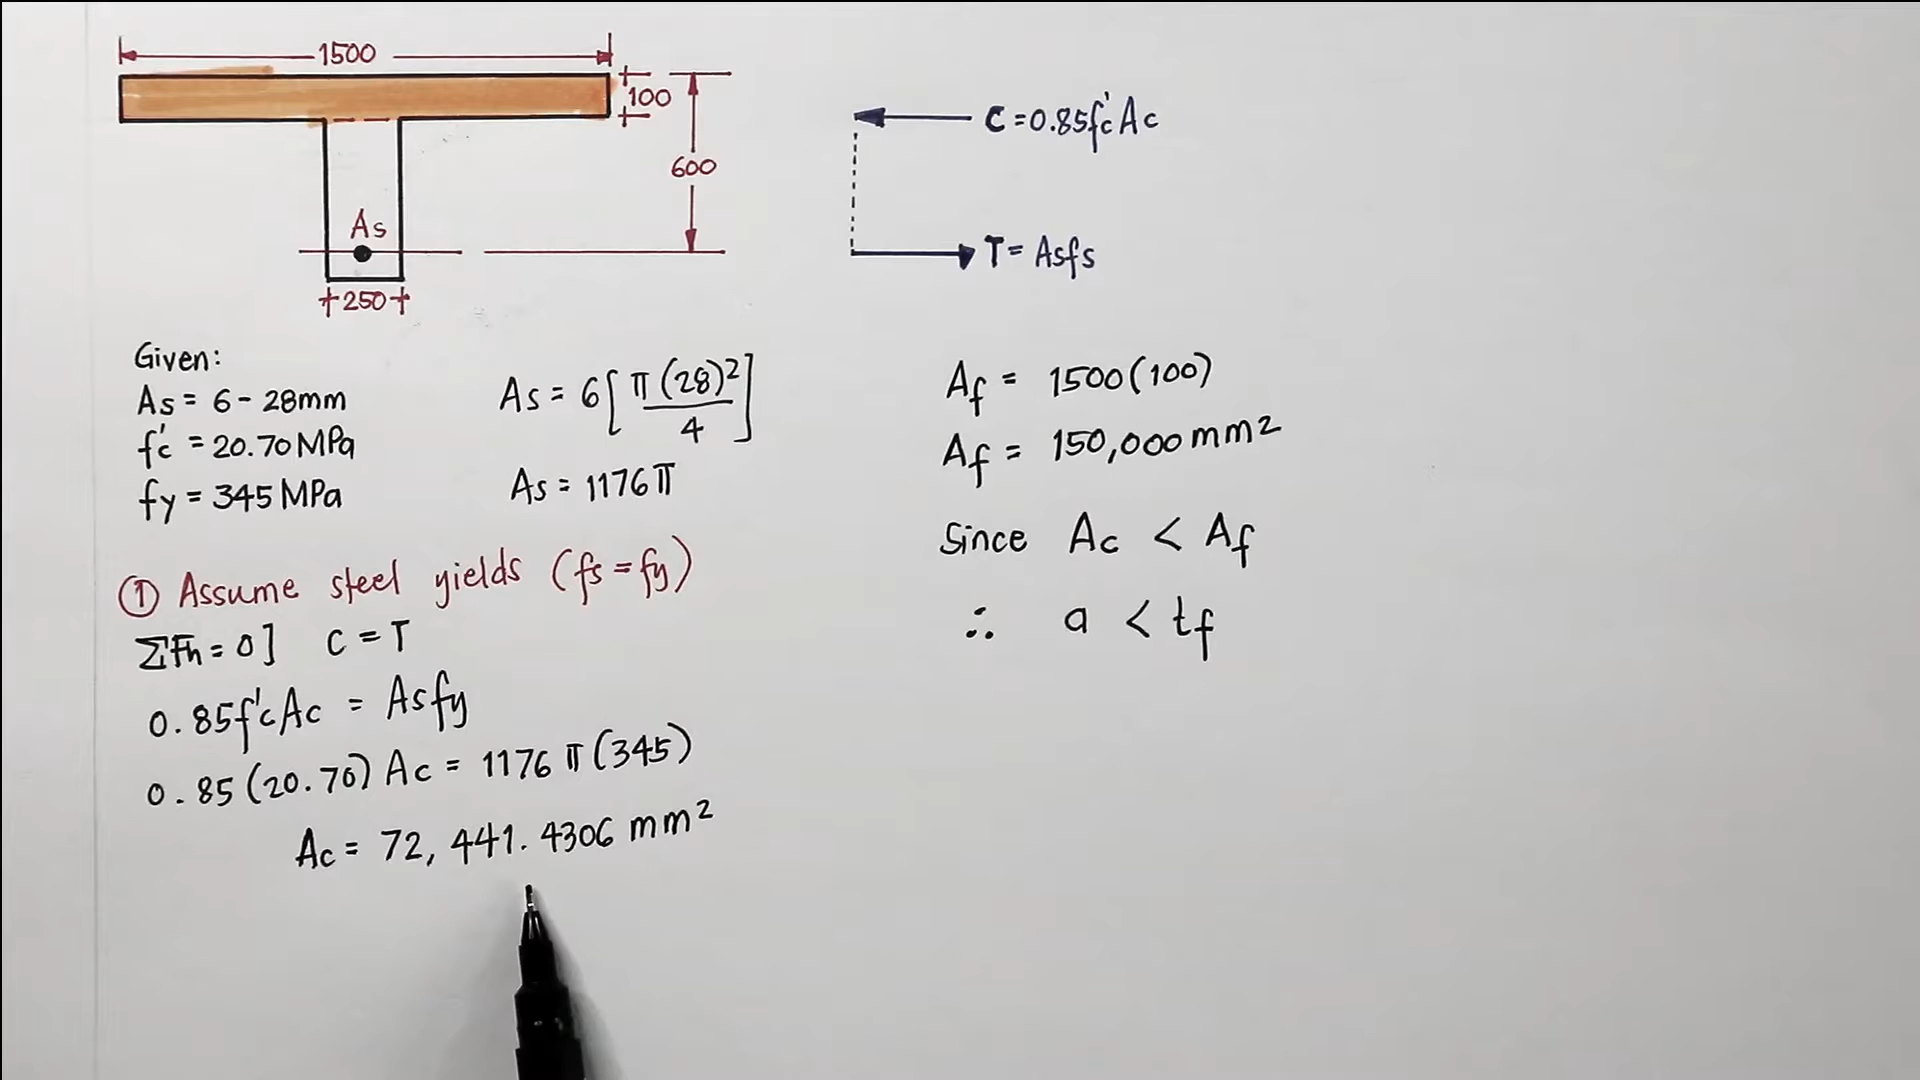 1500
100
600
As
250
C = 0.85f'c Ac
T = Asfs
Given:
As = 6 - 28mm
f'c = 20.70 MPa
fy = 345 MPa
As = 6[π(28)²/4]
As = 1176π
① Assume steel yields (fs = fy)
ΣFh = 0] C = T
0.85f'cAc = Asfy
0.85(20.70) Ac = 1176π(345)
Ac = 72,441.4306 mm²
Af = 1500(100)
Af = 150,000 mm²
Since Ac < Af
∴ a < tf